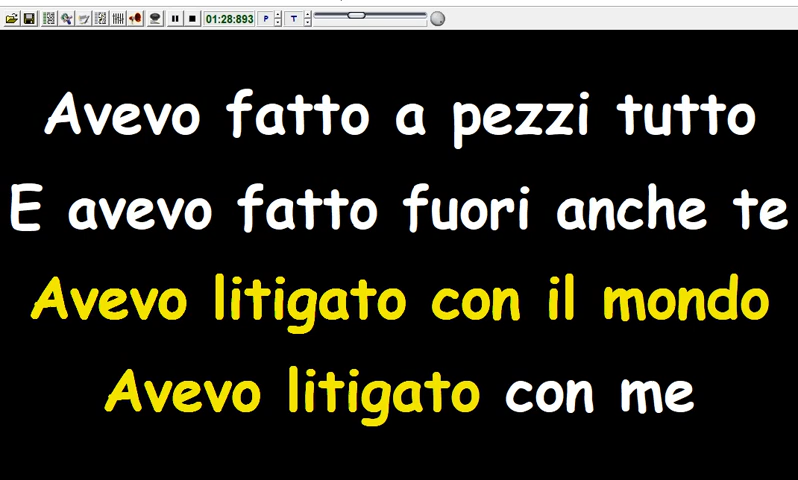 01:28:893 P T
Avevo fatto a pezzi tutto
E avevo fatto fuori anche te
Avevo litigato con il mondo
Avevo litigato con me